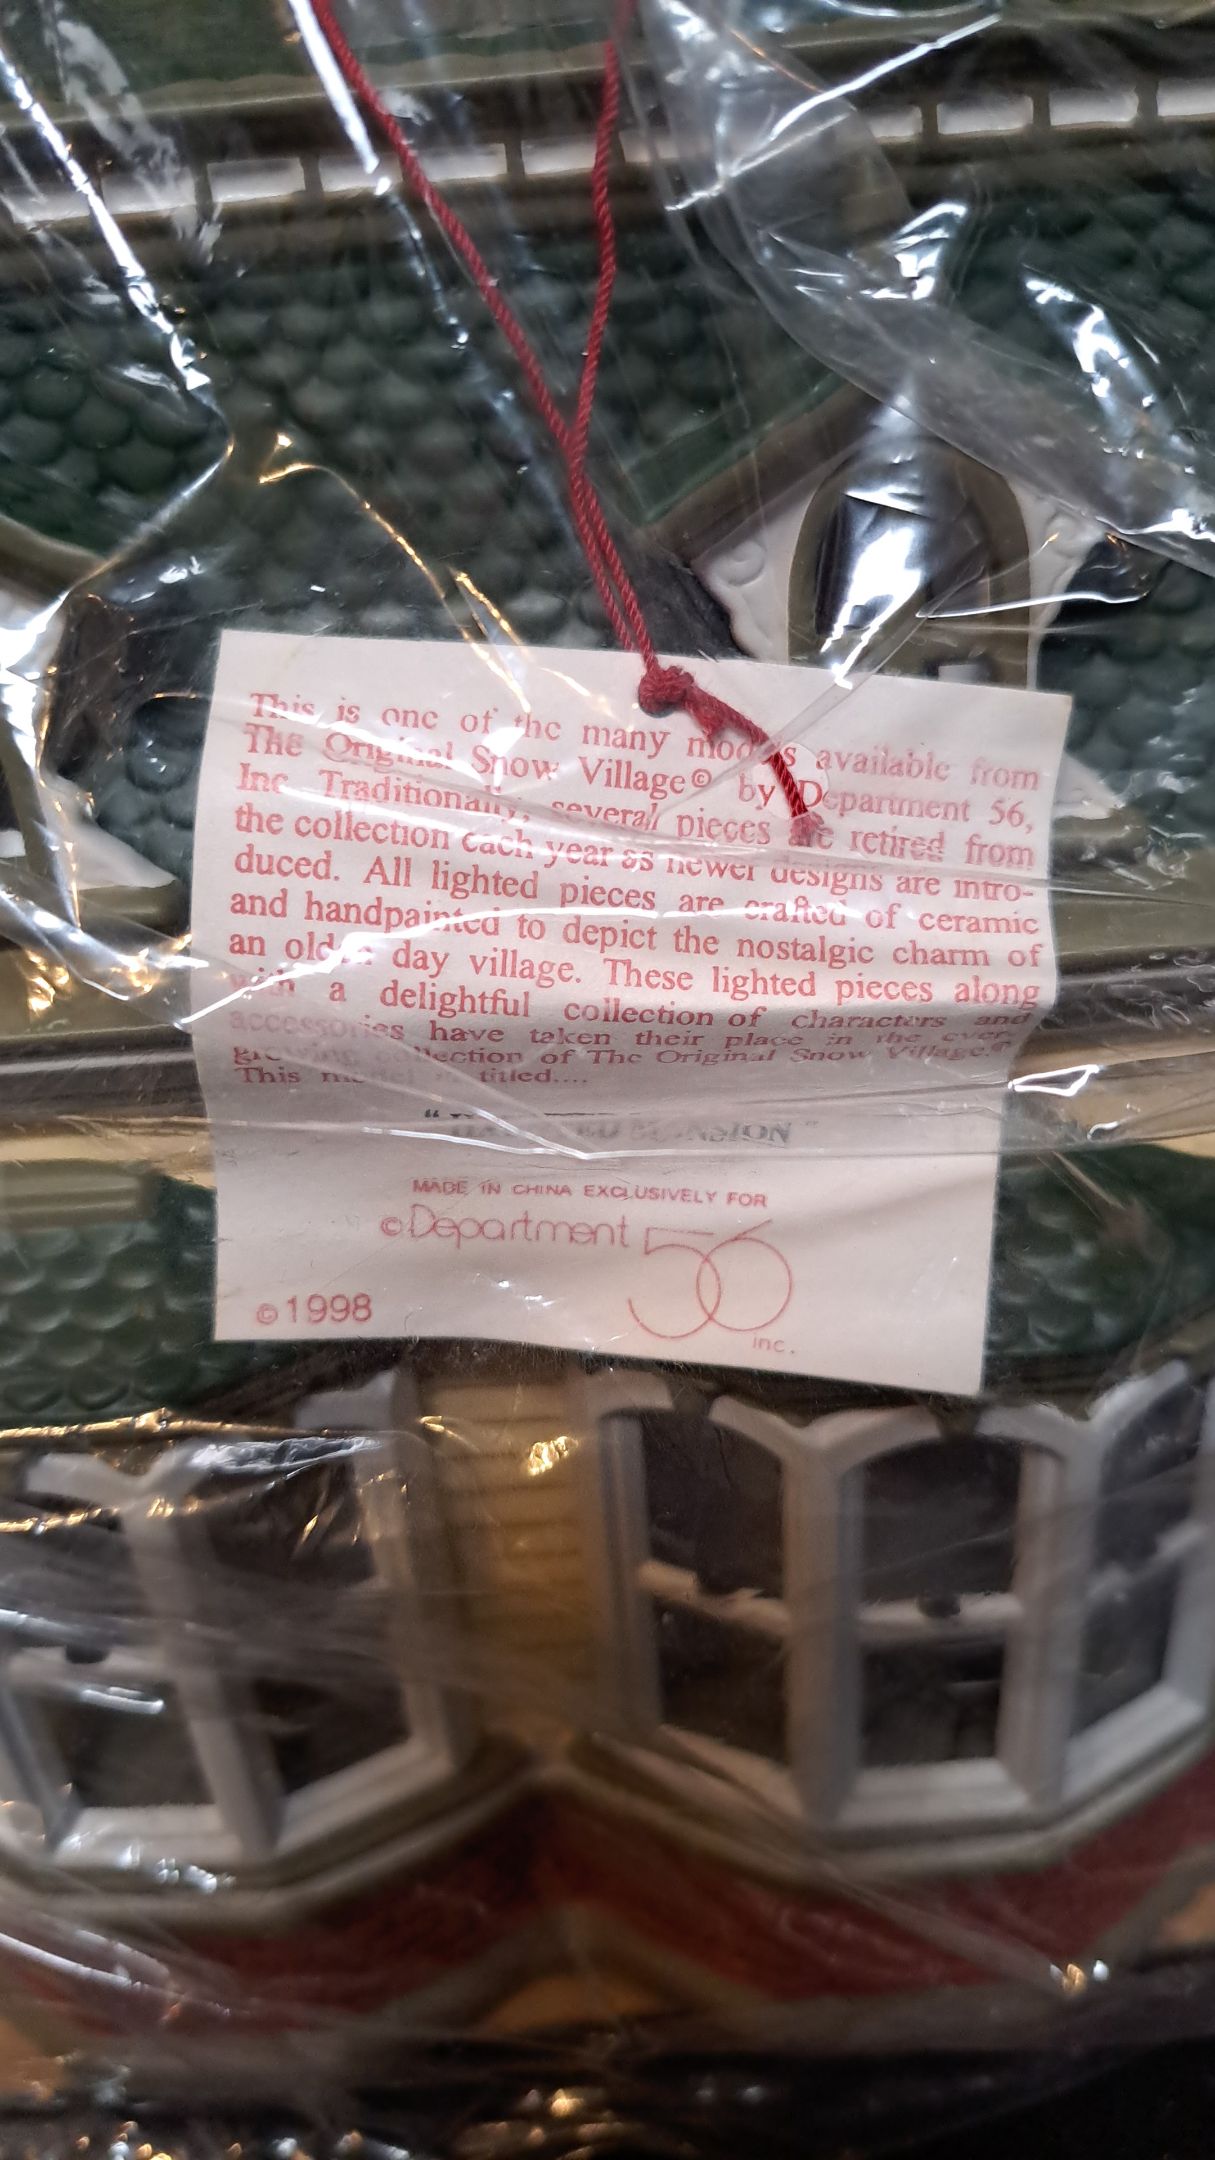 This is one of the many models available from
The Original Snow Village© by Department 56,
Inc. Traditionally, several pieces are retired from
the collection each year as newer designs are intro-
duced. All lighted pieces are crafted of ceramic
and handpainted to depict the nostalgic charm of
an older day village. These lighted pieces along
with a delightful collection of characters and
accessories have taken their place in the ever
growing collection of The Original Snow Village.©
This model is titled....
"HAUNTED MANSION"
MADE IN CHINA EXCLUSIVELY FOR
©Department 56
©1998
inc.